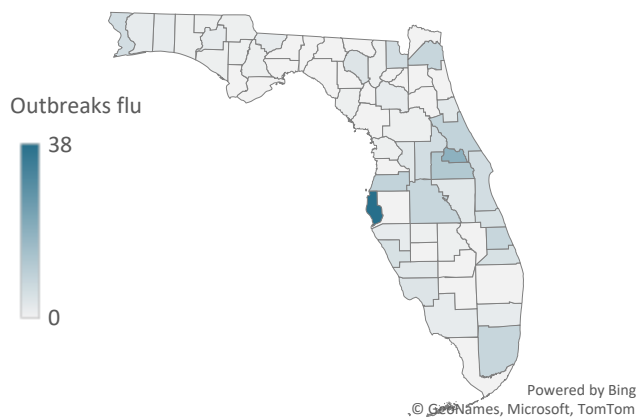 Outbreaks flu
38
0
Powered by Bing
© GeoNames, Microsoft, TomTom